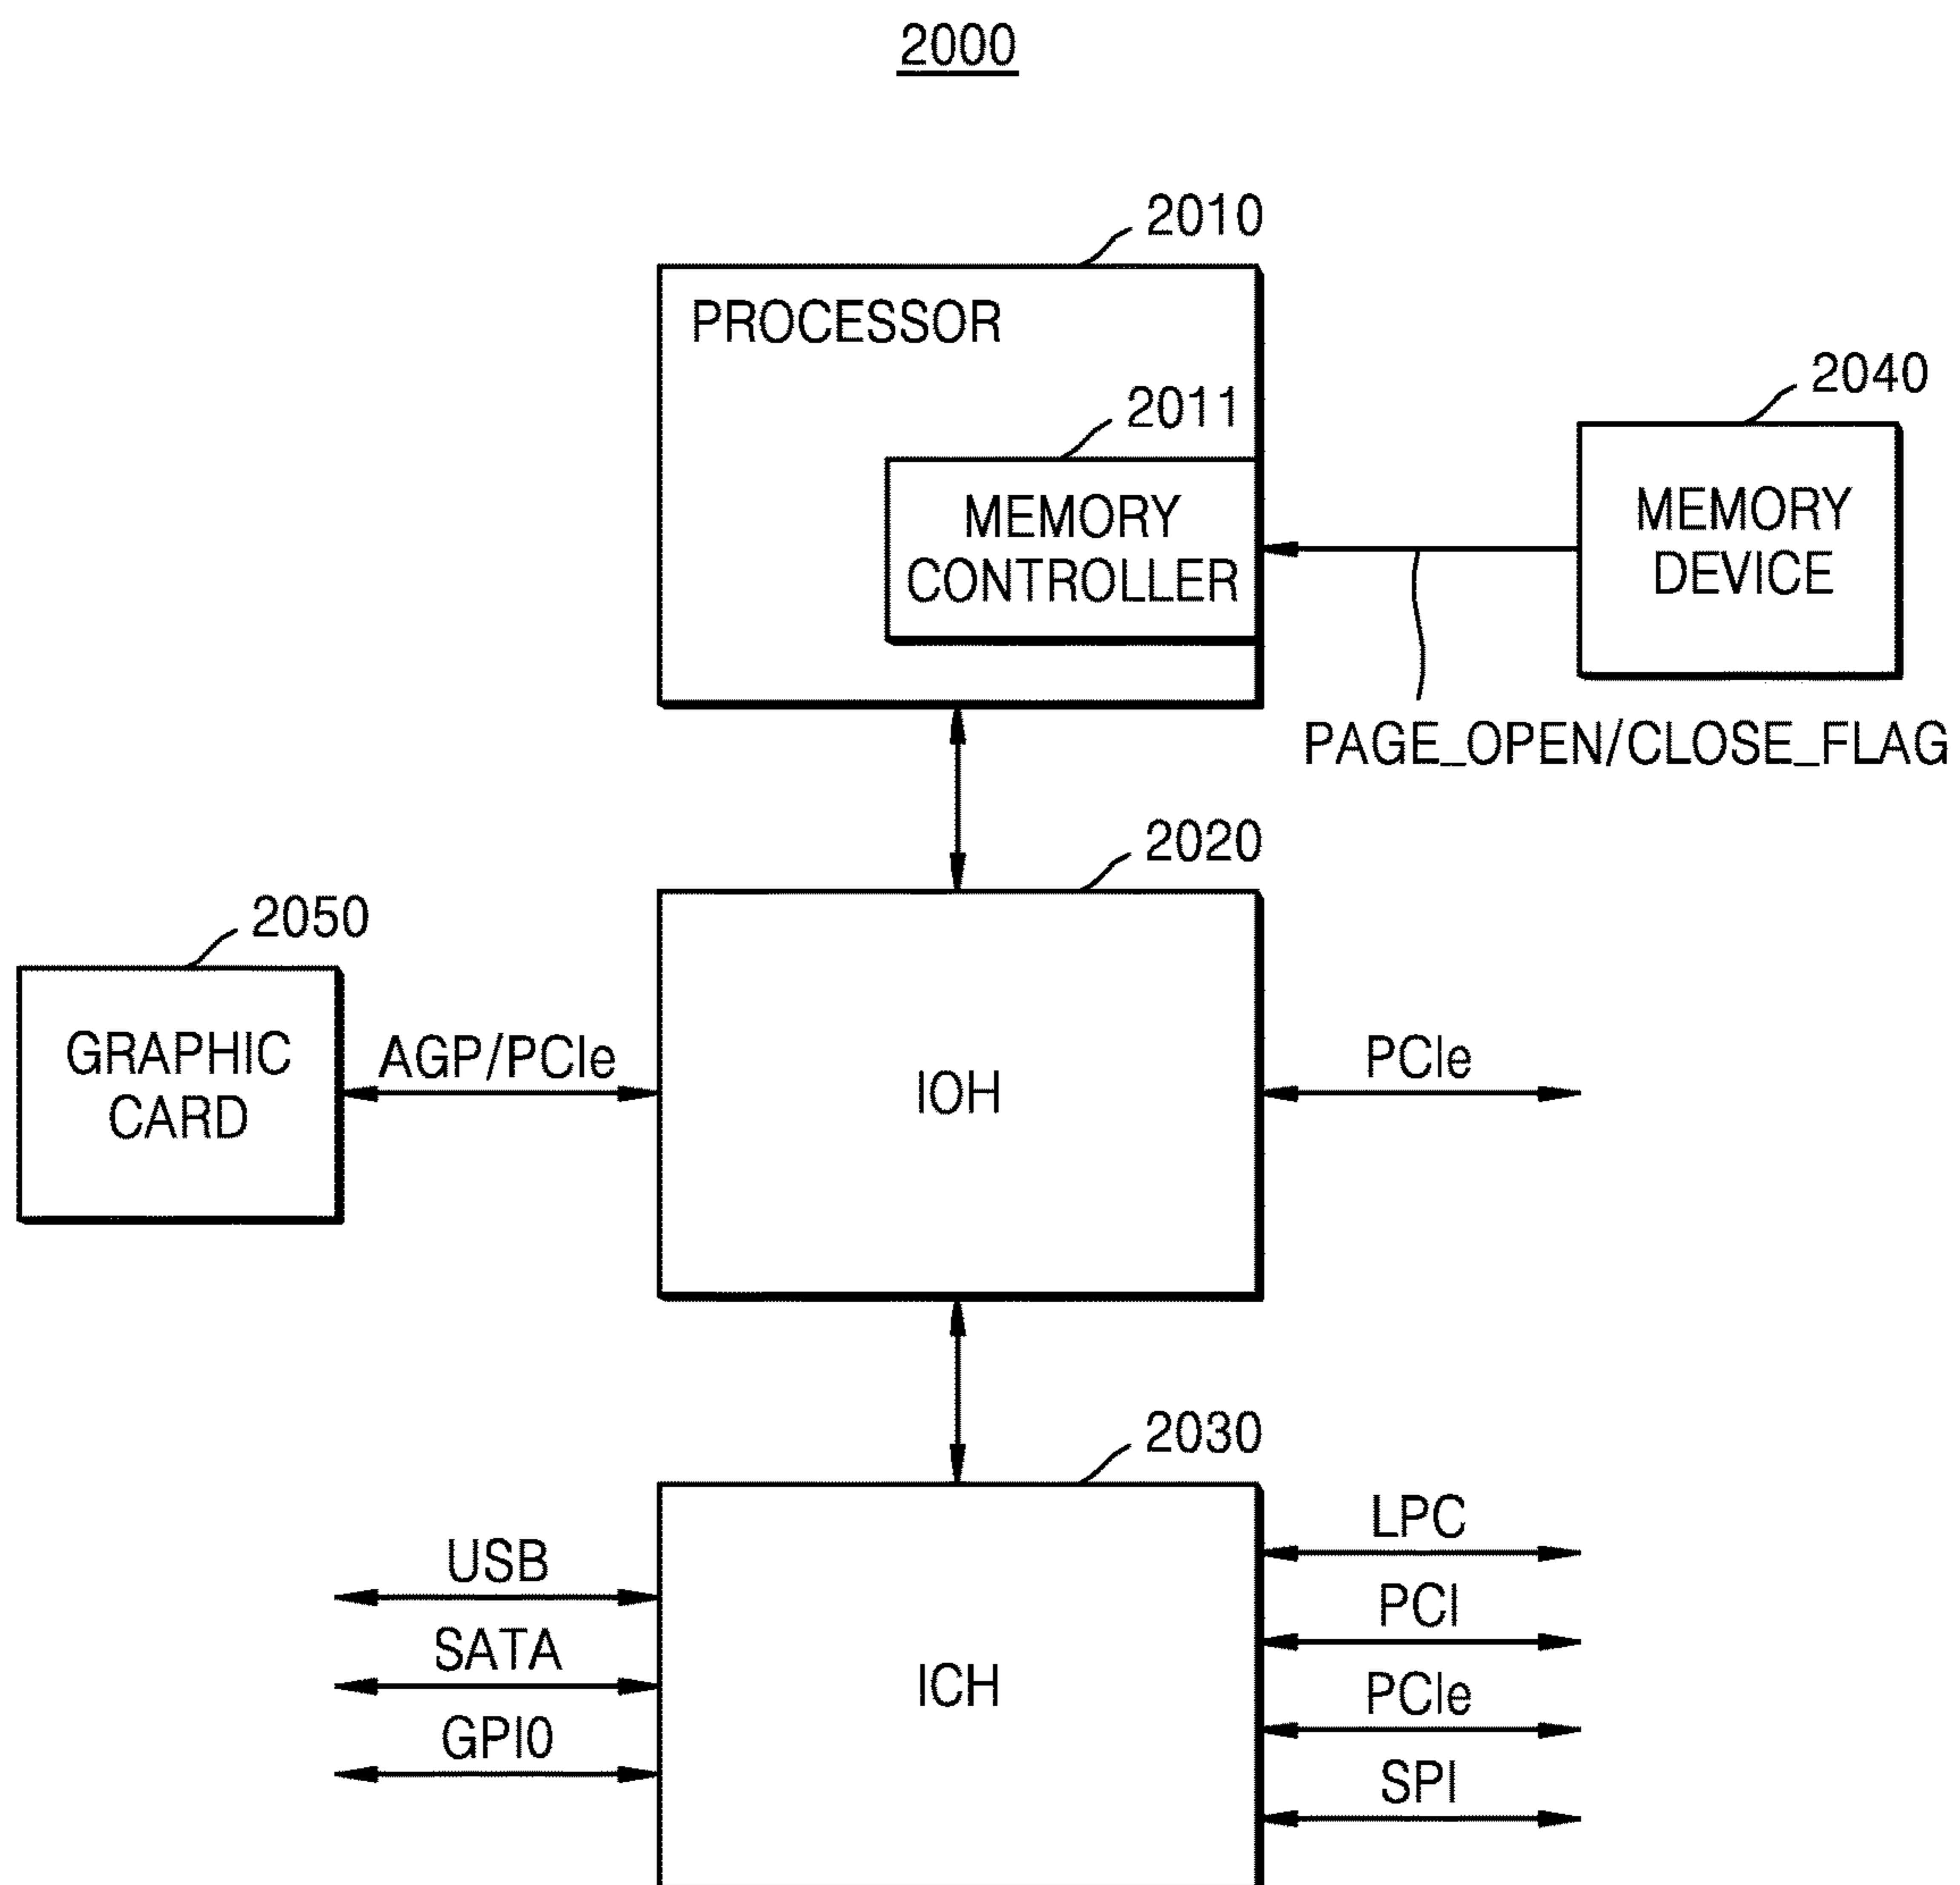 2000
2010
PROCESSOR
2011
MEMORY
CONTROLLER
2040
MEMORY
DEVICE
PAGE_OPEN/CLOSE_FLAG
2020
2050
GRAPHIC
CARD
AGP/PCIe
IOH
PCIe
2030
USB
SATA
GPI0
ICH
LPC
PCI
PCIe
SPI